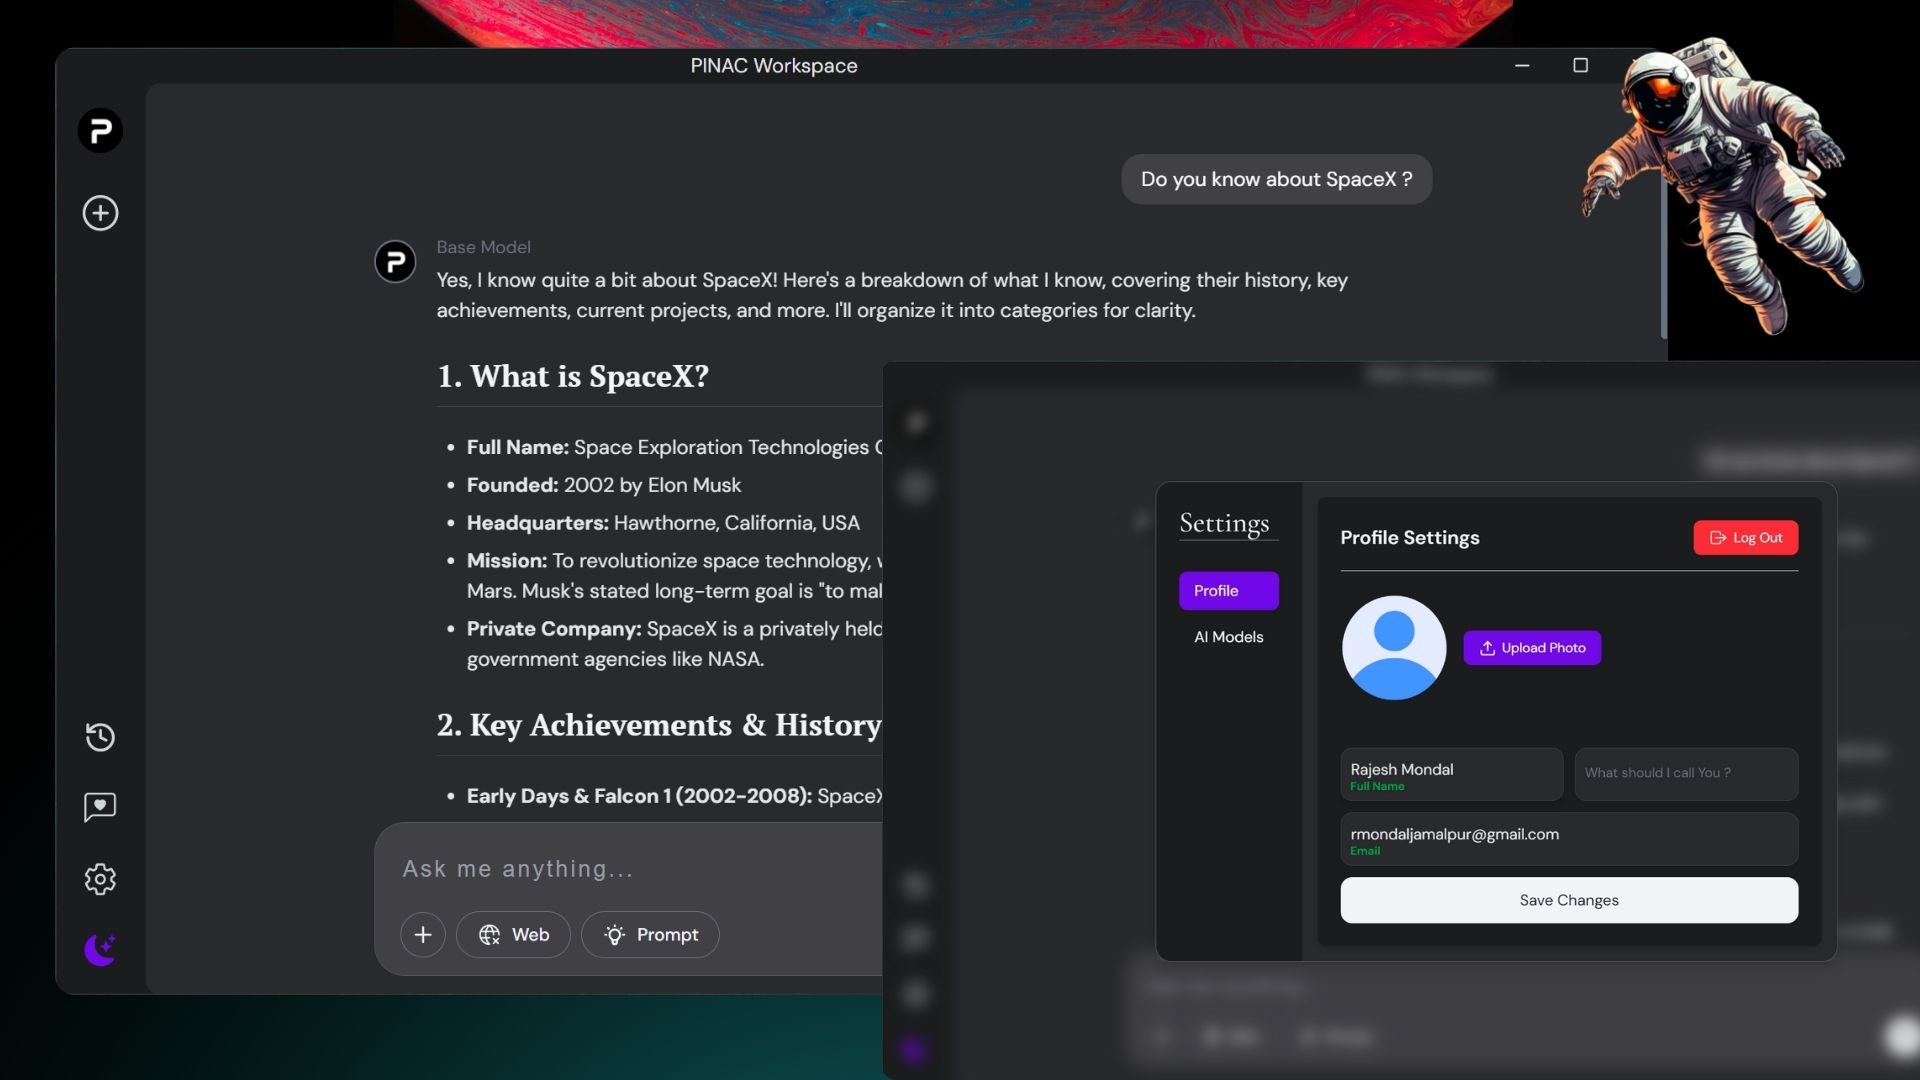 PINAC Workspace
Do you know about SpaceX ?
Base Model
Yes, I know quite a bit about SpaceX! Here's a breakdown of what I know, covering their history, key
achievements, current projects, and more. I'll organize it into categories for clarity.
1. What is SpaceX?
• Full Name: Space Exploration Technologies
• Founded: 2002 by Elon Musk
• Headquarters: Hawthorne, California, USA
• Mission: To revolutionize space technology,
Mars. Musk's stated long-term goal is "to
• Private Company: SpaceX is a privately held
government agencies like NASA.
2. Key Achievements & History
• Early Days & Falcon 1 (2002-2008): SpaceX
Ask me anything...
Web
Prompt
Settings
Profile
AI Models
Profile Settings
Log Out
Upload Photo
Rajesh Mondal
Full Name
What should I call You ?
rmondaljamalpur@gmail.com
Email
Save Changes